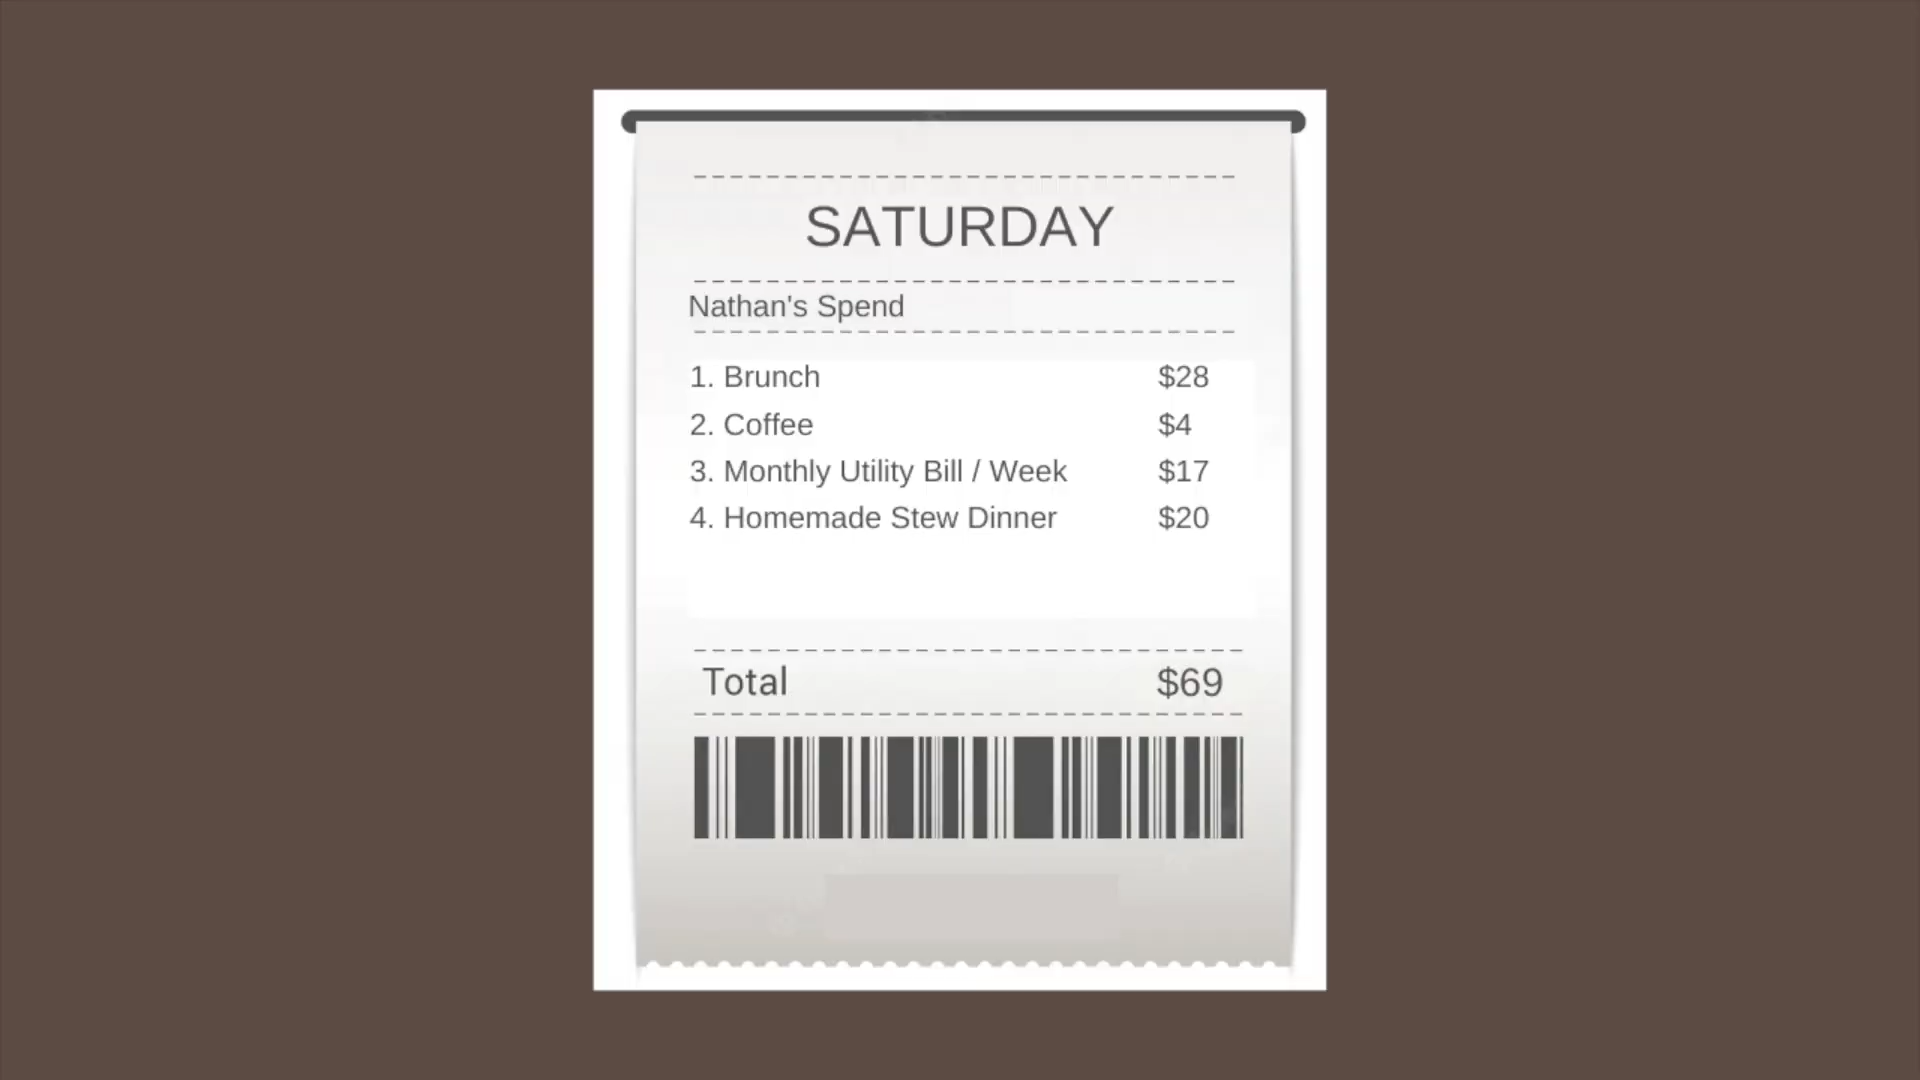 SATURDAY
Nathan's Spend
1. Brunch $28
2. Coffee $4
3. Monthly Utility Bill / Week $17
4. Homemade Stew Dinner $20
Total $69